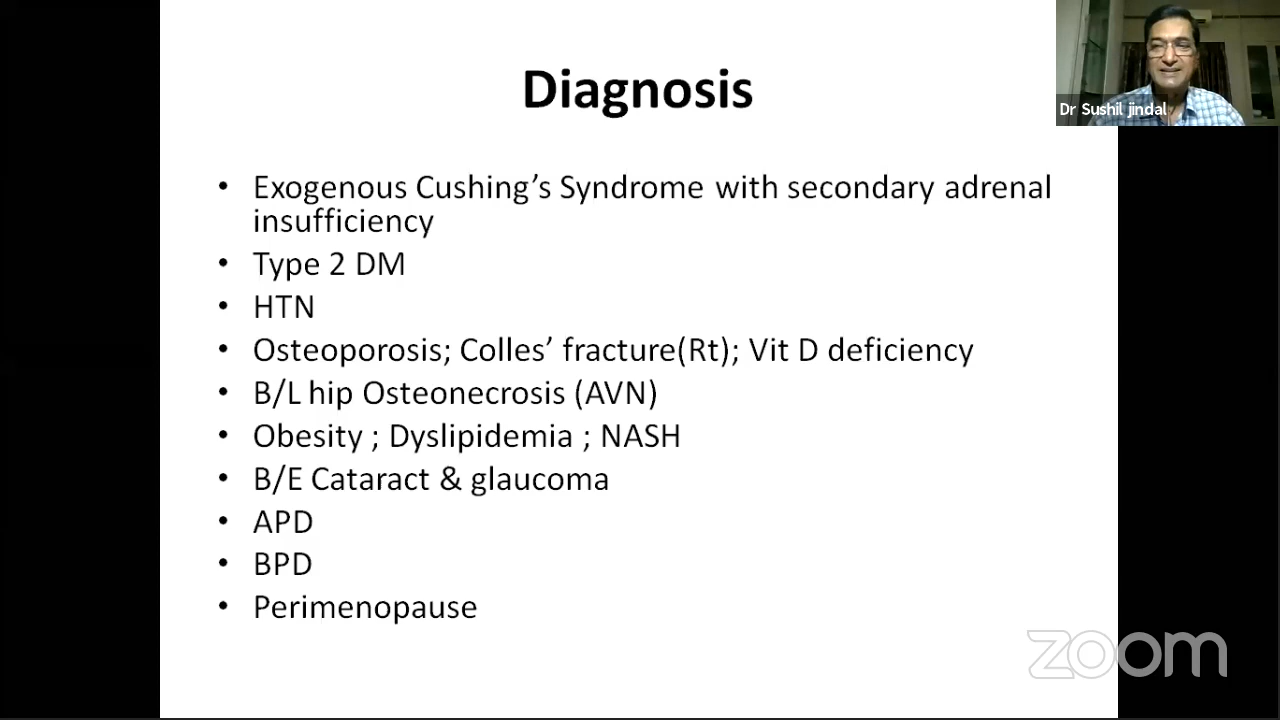 Diagnosis
Dr Sushil jindal
• Exogenous Cushing’s Syndrome with secondary adrenal
insufficiency
• Type 2 DM
• HTN
• Osteoporosis; Colles’ fracture(Rt); Vit D deficiency
• B/L hip Osteonecrosis (AVN)
• Obesity ; Dyslipidemia ; NASH
• B/E Cataract & glaucoma
• APD
• BPD
• Perimenopause
zoom